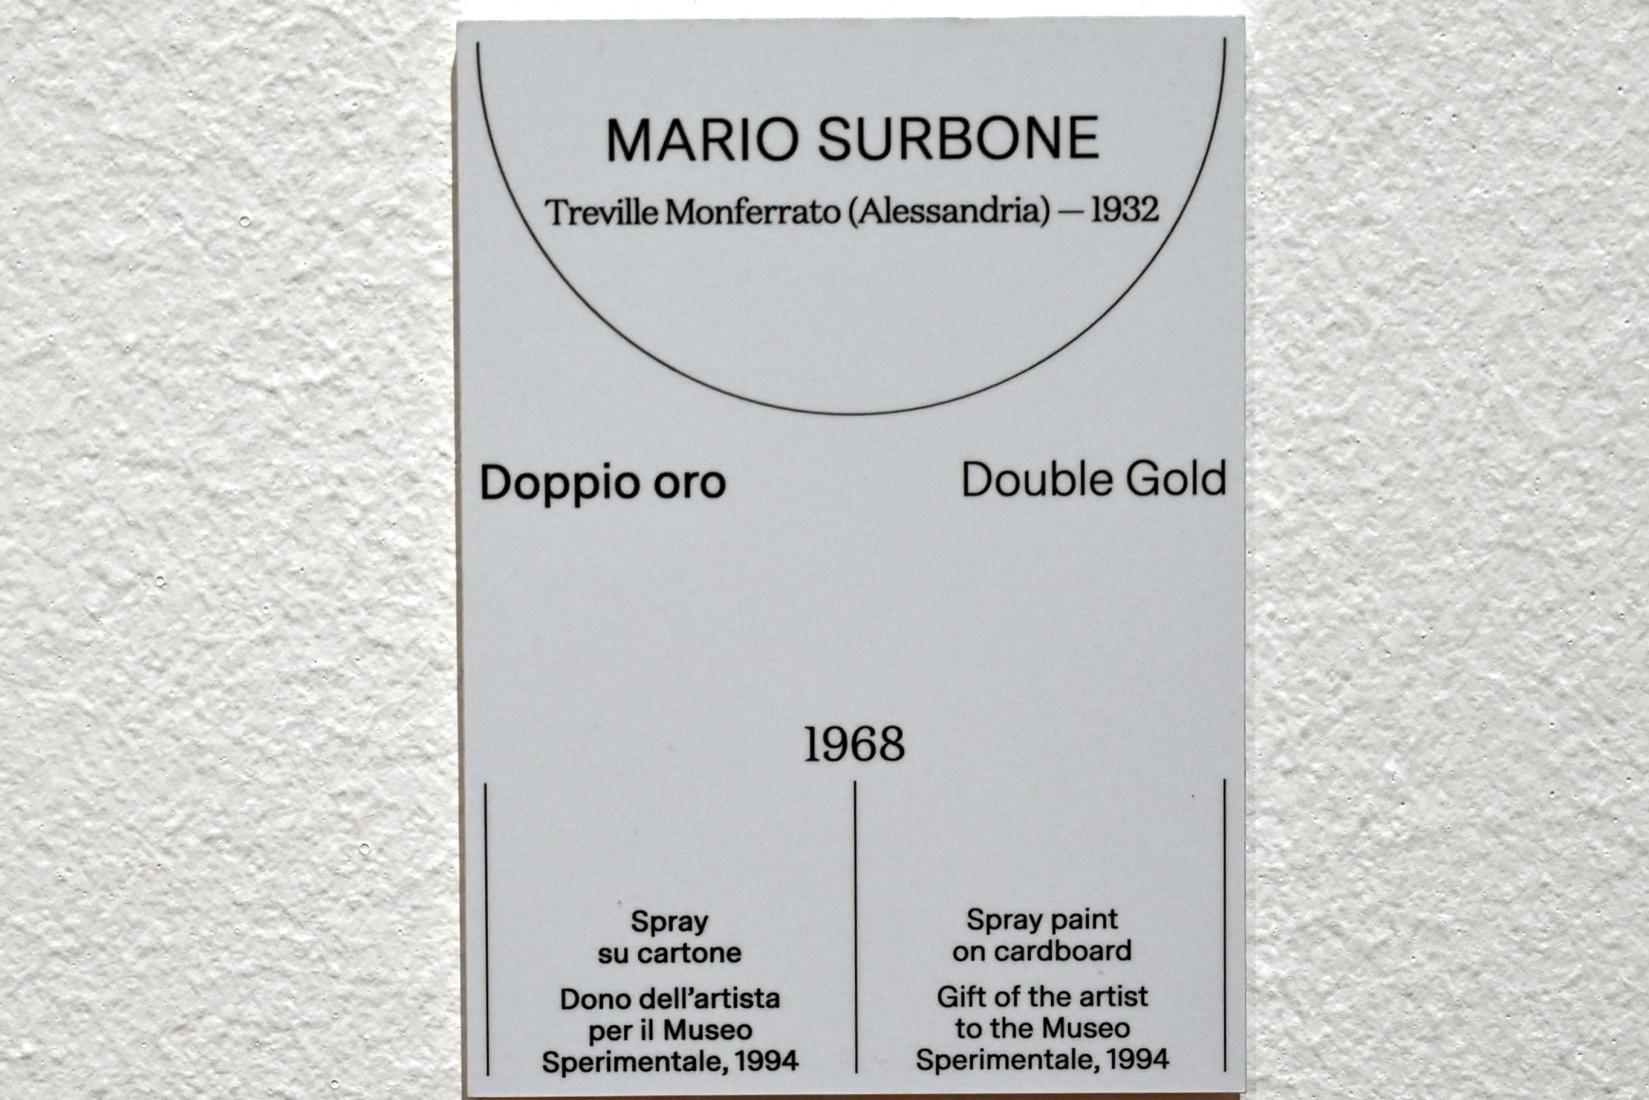 MARIO SURBONE
Treville Monferrato (Alessandria) — 1932
Doppio oro
Double Gold
1968
Spray
su cartone
Dono dell’artista
per il Museo
Sperimentale, 1994
Spray paint
on cardboard
Gift of the artist
to the Museo
Sperimentale, 1994